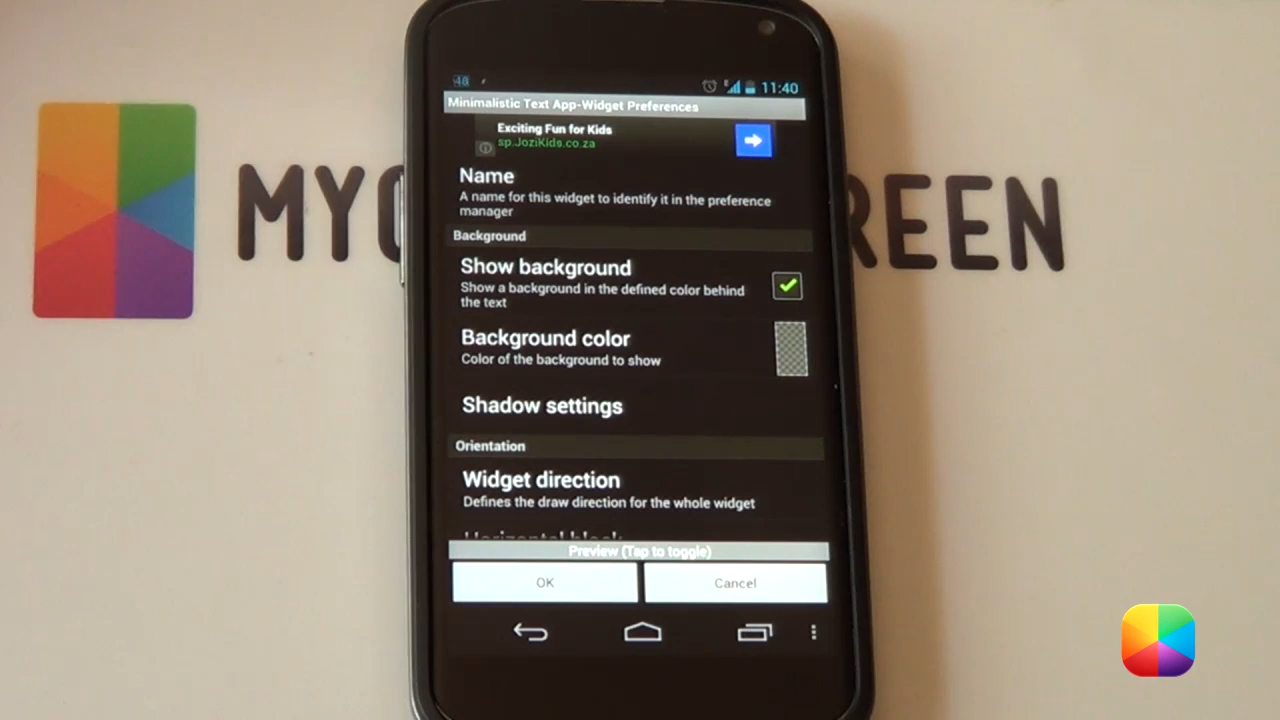 48
11:40
Minimalistic Text App-Widget Preferences
Exciting Fun for Kids
sp.JoziKids.co.za
Name
A name for this widget to identify it in the preference
manager
Background
Show background
Show a background in the defined color behind
the text
Background color
Color of the background to show
Shadow settings
Orientation
Widget direction
Defines the draw direction for the whole widget
Preview (Tap to toggle)
OK
Cancel
MYC
REEN